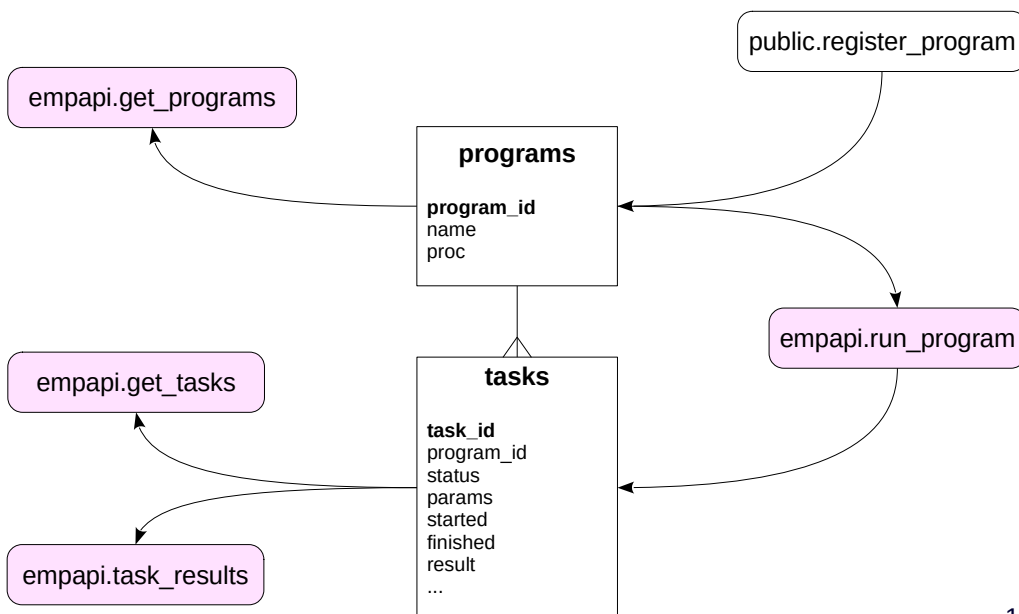 public.register_program
empapi.get_programs
programs
program_id
name
proc
empapi.run_program
empapi.get_tasks
tasks
task_id
program_id
status
params
started
finished
result
...
empapi.task_results
1